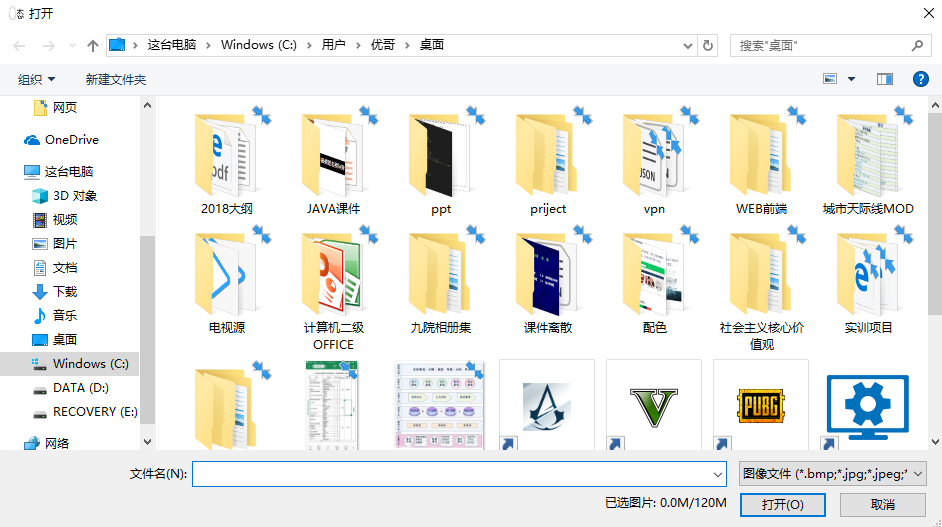 打开
这台电脑 › Windows (C:) › 用户 › 优哥 › 桌面
搜索"桌面"
组织
新建文件夹
网页
OneDrive
这台电脑
3D 对象
视频
图片
文档
下载
音乐
桌面
Windows (C:)
DATA (D:)
RECOVERY (E:)
网络
pdf
JSON
2018大纲
JAVA课件
ppt
priject
vpn
WEB前端
城市天际线MOD
电视源
计算机二级
OFFICE
九院相册集
课件离散
配色
社会主义核心价
值观
实训项目
V
PUBG
文件名(N):
图像文件 (*.bmp;*.jpg;*.jpeg;*
已选图片: 0.0M/120M
打开(O)
取消